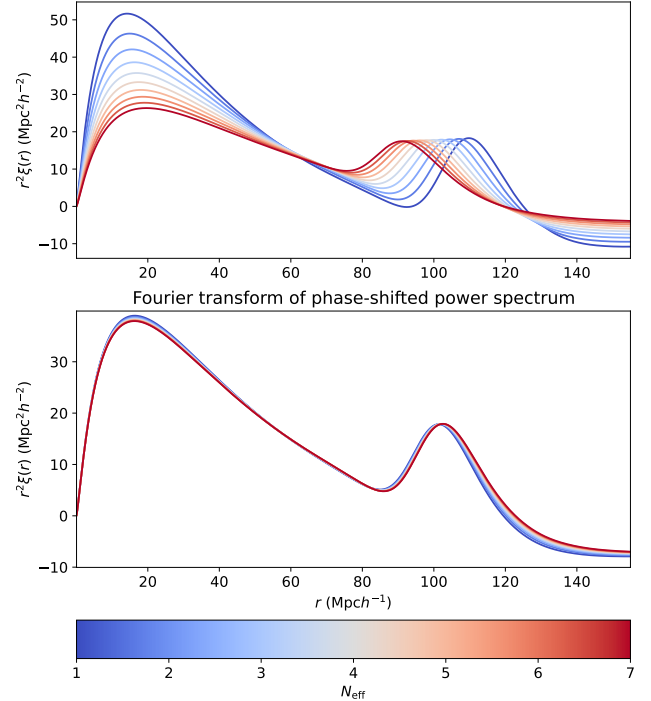 50
40
30
20
10
0
−10
r²ξ(r) (Mpc²h⁻²)
20 40 60 80 100 120 140
Fourier transform of phase-shifted power spectrum
30
20
10
0
−10
r²ξ(r) (Mpc²h⁻²)
20 40 60 80 100 120 140
r (Mpch⁻¹)
1 2 3 4 5 6 7
N_eff